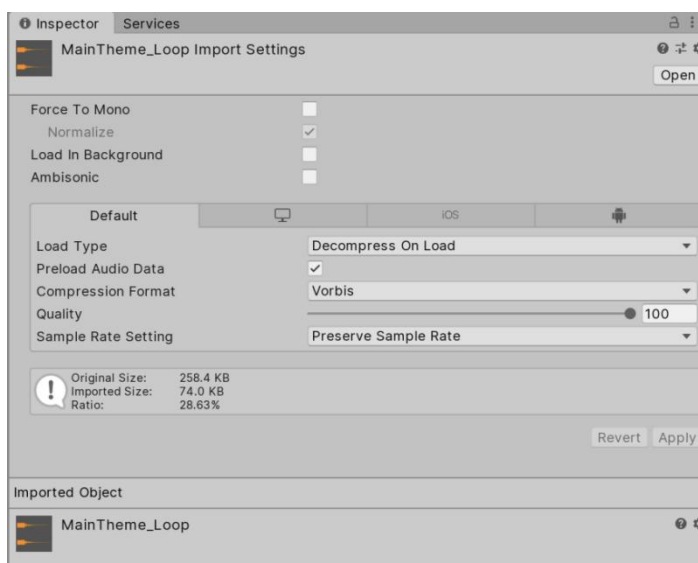 Inspector Services
MainTheme_Loop Import Settings
Open
Force To Mono
Normalize
Load In Background
Ambisonic
Default iOS
Load Type Decompress On Load
Preload Audio Data
Compression Format Vorbis
Quality 100
Sample Rate Setting Preserve Sample Rate
Original Size: 258.4 KB
Imported Size: 74.0 KB
Ratio: 28.63%
Revert Apply
Imported Object
MainTheme_Loop